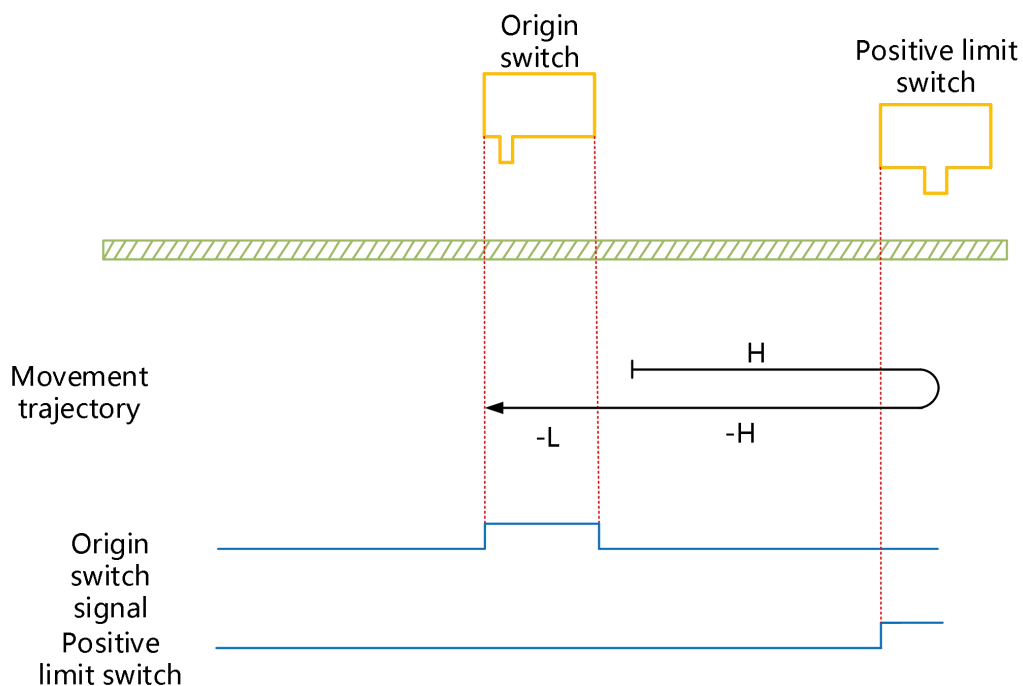 Origin
switch
Positive limit
switch
Movement
trajectory
H
-L
-H
Origin
switch
signal
Positive
limit switch